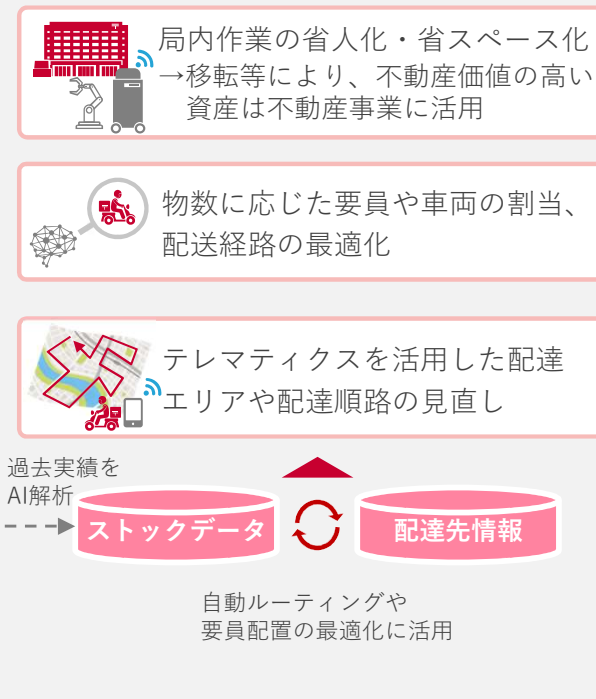 局内作業の省人化・省スペース化
→移転等により、不動産価値の高い
資産は不動産事業に活用
物数に応じた要員や車両の割当、
配送経路の最適化
テレマティクスを活用した配達
エリアや配達順路の見直し
過去実績を
AI解析
ストックデータ
配達先情報
自動ルーティングや
要員配置の最適化に活用